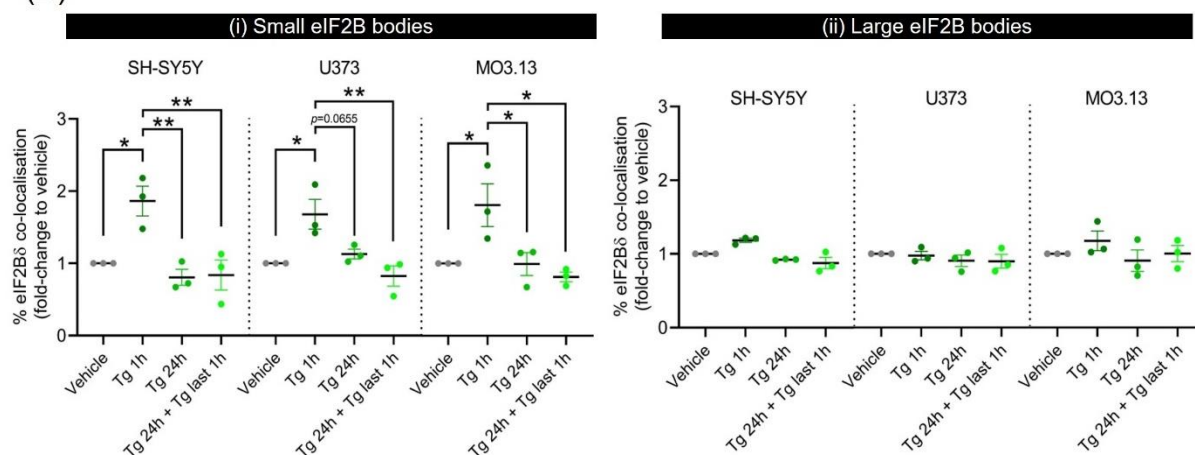 (i) Small eIF2B bodies
SH-SY5Y U373 MO3.13
** ** *
** p=0.0655 *
* * *
% eIF2Bδ co-localisation
(fold-change to vehicle)
3
2
1
0
Vehicle Tg 1h Tg 24h Tg 24h + Tg last 1h Vehicle Tg 1h Tg 24h Tg 24h + Tg last 1h Vehicle Tg 1h Tg 24h Tg 24h + Tg last 1h
(ii) Large eIF2B bodies
SH-SY5Y U373 MO3.13
% eIF2Bδ co-localisation
(fold-change to vehicle)
3
2
1
0
Vehicle Tg 1h Tg 24h Tg 24h + Tg last 1h Vehicle Tg 1h Tg 24h Tg 24h + Tg last 1h Vehicle Tg 1h Tg 24h Tg 24h + Tg last 1h